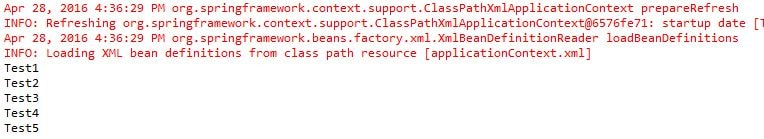 Apr 28, 2016 4:36:29 PM org.springframework.context.support.ClassPathXmlApplicationContext prepareRefresh
INFO: Refreshing org.springframework.context.support.ClassPathXmlApplicationContext@6576fe71: startup date [T
Apr 28, 2016 4:36:29 PM org.springframework.beans.factory.xml.XmlBeanDefinitionReader loadBeanDefinitions
INFO: Loading XML bean definitions from class path resource [applicationContext.xml]
Test1
Test2
Test3
Test4
Test5